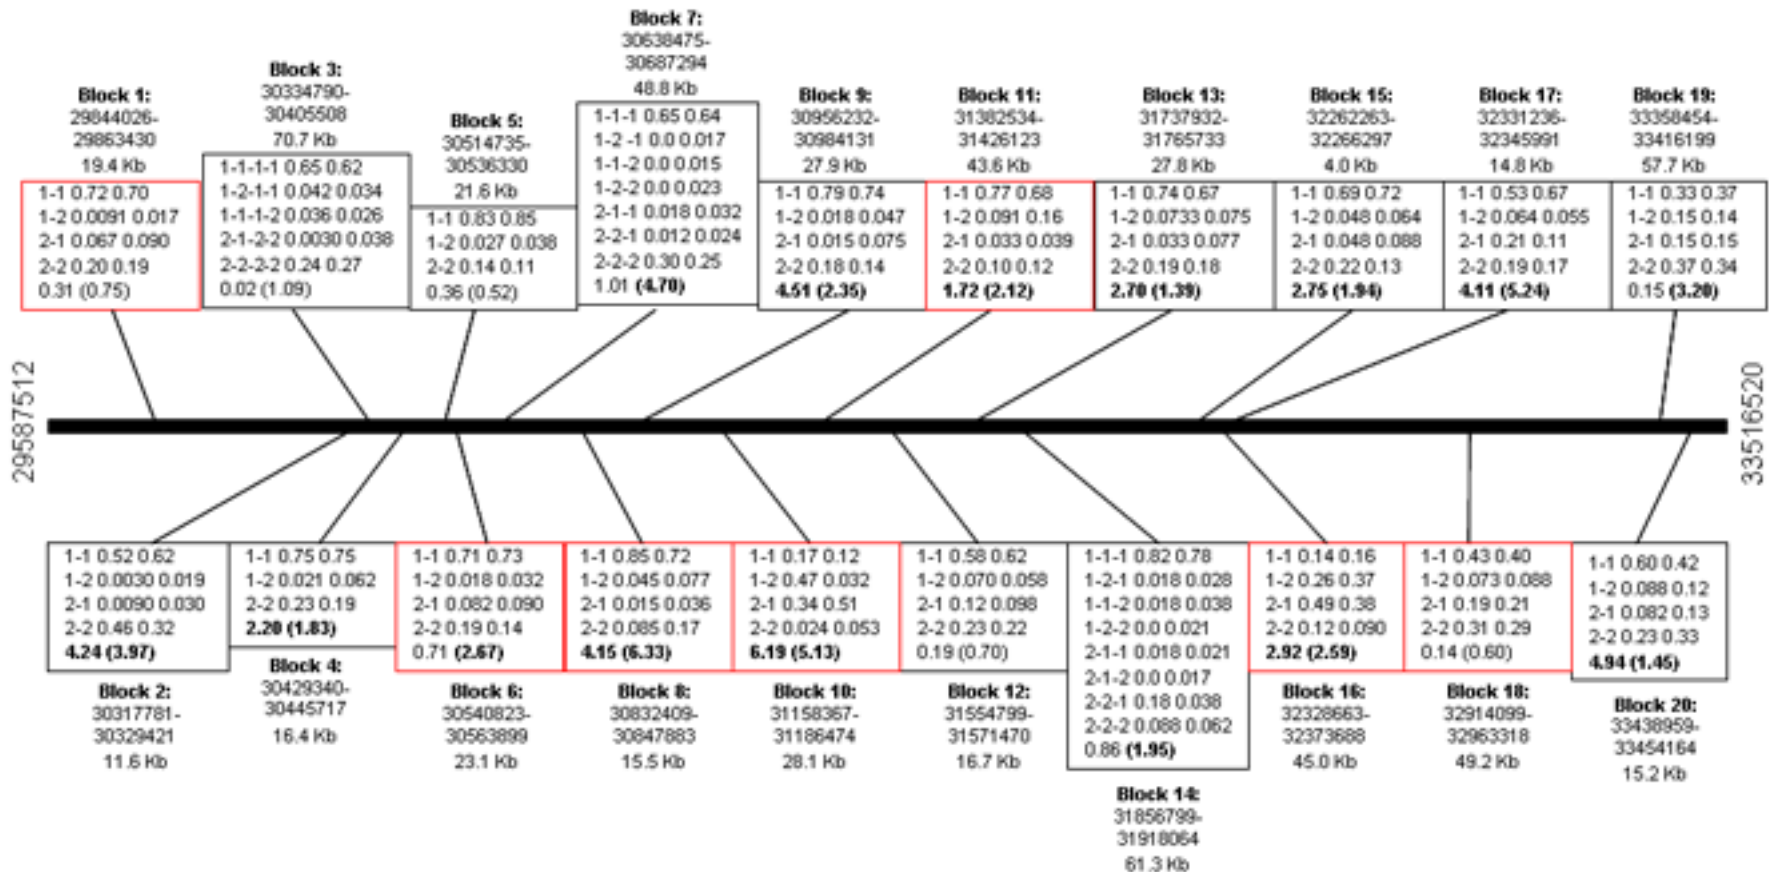 Block 1:
29844026-
29863430
19.4 Kb
1-1 0.72 0.70
1-2 0.0091 0.017
2-1 0.067 0.090
2-2 0.20 0.19
0.31 (0.75)
Block 3:
30334790-
30405508
70.7 Kb
1-1-1-1 0.65 0.62
1-2-1-1 0.042 0.034
1-1-1-2 0.036 0.026
2-1-2-2 0.0030 0.038
2-2-2-2 0.24 0.27
0.02 (1.09)
Block 5:
30514735-
30536330
21.6 Kb
1-1 0.83 0.85
1-2 0.027 0.038
2-2 0.14 0.11
0.36 (0.52)
Block 7:
30638475-
30687294
48.8 Kb
1-1-1 0.65 0.64
1-2 -1 0.0 0.017
1-1-2 0.0 0.015
1-2-2 0.0 0.023
2-1-1 0.018 0.032
2-2-1 0.012 0.024
2-2-2 0.30 0.25
1.01 (4.70)
Block 9:
30956232-
30984131
27.9 Kb
1-1 0.79 0.74
1-2 0.018 0.047
2-1 0.015 0.075
2-2 0.18 0.14
4.51 (2.35)
Block 11:
31382534-
31426123
43.6 Kb
1-1 0.77 0.68
1-2 0.091 0.16
2-1 0.033 0.039
2-2 0.10 0.12
1.72 (2.12)
Block 13:
31737932-
31765733
27.8 Kb
1-1 0.74 0.67
1-2 0.0733 0.075
2-1 0.033 0.077
2-2 0.19 0.18
2.70 (1.39)
Block 15:
32262263-
32266297
4.0 Kb
1-1 0.69 0.72
1-2 0.048 0.064
2-1 0.048 0.088
2-2 0.22 0.13
2.75 (1.94)
Block 17:
32331236-
32345991
14.8 Kb
1-1 0.53 0.67
1-2 0.064 0.055
2-1 0.21 0.11
2-2 0.19 0.17
4.11 (5.24)
Block 19:
33358454-
33416199
57.7 Kb
1-1 0.33 0.37
1-2 0.15 0.14
2-1 0.15 0.15
2-2 0.37 0.34
0.15 (3.20)
29587512
33516520
1-1 0.52 0.62
1-2 0.0030 0.019
2-1 0.0090 0.030
2-2 0.46 0.32
4.24 (3.97)
Block 2:
30317781-
30329421
11.6 Kb
1-1 0.75 0.75
1-2 0.021 0.062
2-2 0.23 0.19
2.20 (1.83)
Block 4:
30429340-
30445717
16.4 Kb
1-1 0.71 0.73
1-2 0.018 0.032
2-1 0.082 0.090
2-2 0.19 0.14
0.71 (2.67)
Block 6:
30540823-
30563899
23.1 Kb
1-1 0.85 0.72
1-2 0.045 0.077
2-1 0.015 0.036
2-2 0.085 0.17
4.15 (6.33)
Block 8:
30832409-
30847883
15.5 Kb
1-1 0.17 0.12
1-2 0.47 0.032
2-1 0.34 0.51
2-2 0.024 0.053
6.19 (5.13)
Block 10:
31158367-
31186474
28.1 Kb
1-1 0.58 0.62
1-2 0.070 0.058
2-1 0.12 0.098
2-2 0.23 0.22
0.19 (0.70)
Block 12:
31554799-
31571470
16.7 Kb
1-1-1 0.82 0.78
1-2-1 0.018 0.028
1-1-2 0.018 0.038
1-2-2 0.0 0.021
2-1-1 0.018 0.021
2-1-2 0.0 0.017
2-2-1 0.18 0.038
2-2-2 0.088 0.062
0.86 (1.95)
Block 14:
31856799-
31918064
61.3 Kb
1-1 0.14 0.16
1-2 0.26 0.37
2-1 0.49 0.38
2-2 0.12 0.090
2.92 (2.59)
Block 16:
32328663-
32373688
45.0 Kb
1-1 0.43 0.40
1-2 0.073 0.088
2-1 0.19 0.21
2-2 0.31 0.29
0.14 (0.60)
Block 18:
32914099-
32963318
49.2 Kb
1-1 0.60 0.42
1-2 0.088 0.12
2-1 0.082 0.13
2-2 0.23 0.33
4.94 (1.45)
Block 20:
33438959-
33454164
15.2 Kb